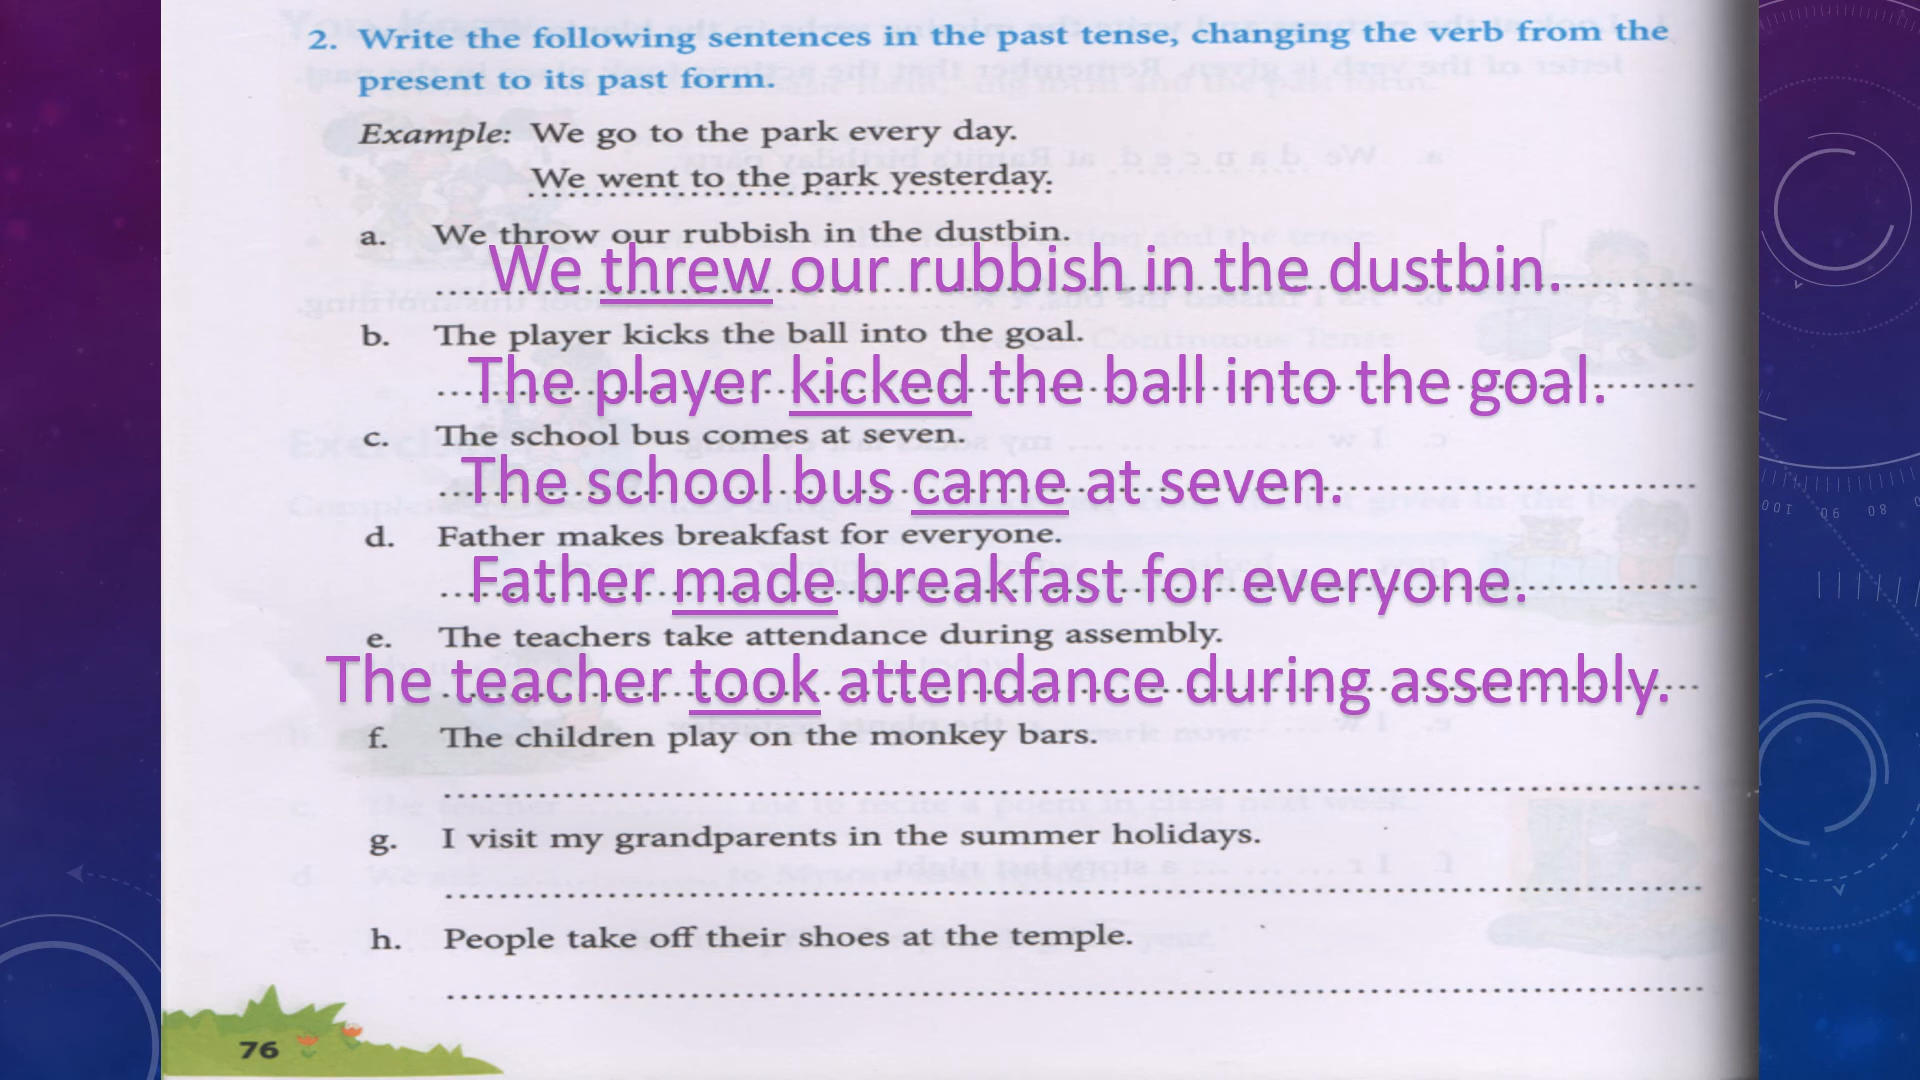 2. Write the following sentences in the past tense, changing the verb from the
present to its past form.
Example: We go to the park every day.
We went to the park yesterday.
a. We throw our rubbish in the dustbin.
We threw our rubbish in the dustbin.
b. The player kicks the ball into the goal.
The player kicked the ball into the goal.
c. The school bus comes at seven.
The school bus came at seven.
d. Father makes breakfast for everyone.
Father made breakfast for everyone.
e. The teachers take attendance during assembly.
The teacher took attendance during assembly.
f. The children play on the monkey bars.
g. I visit my grandparents in the summer holidays.
h. People take off their shoes at the temple.
76